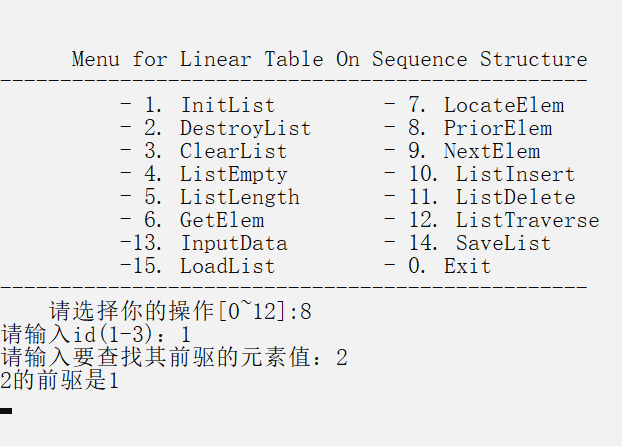 Menu for Linear Table On Sequence Structure
-------------------------------------------------
- 1. InitList - 7. LocateElem
- 2. DestroyList - 8. PriorElem
- 3. ClearList - 9. NextElem
- 4. ListEmpty - 10. ListInsert
- 5. ListLength - 11. ListDelete
- 6. GetElem - 12. ListTraverse
-13. InputData - 14. SaveList
-15. LoadList - 0. Exit
-------------------------------------------------
请选择你的操作[0~12]:8
请输入id(1-3): 1
请输入要查找其前驱的元素值: 2
2的前驱是1